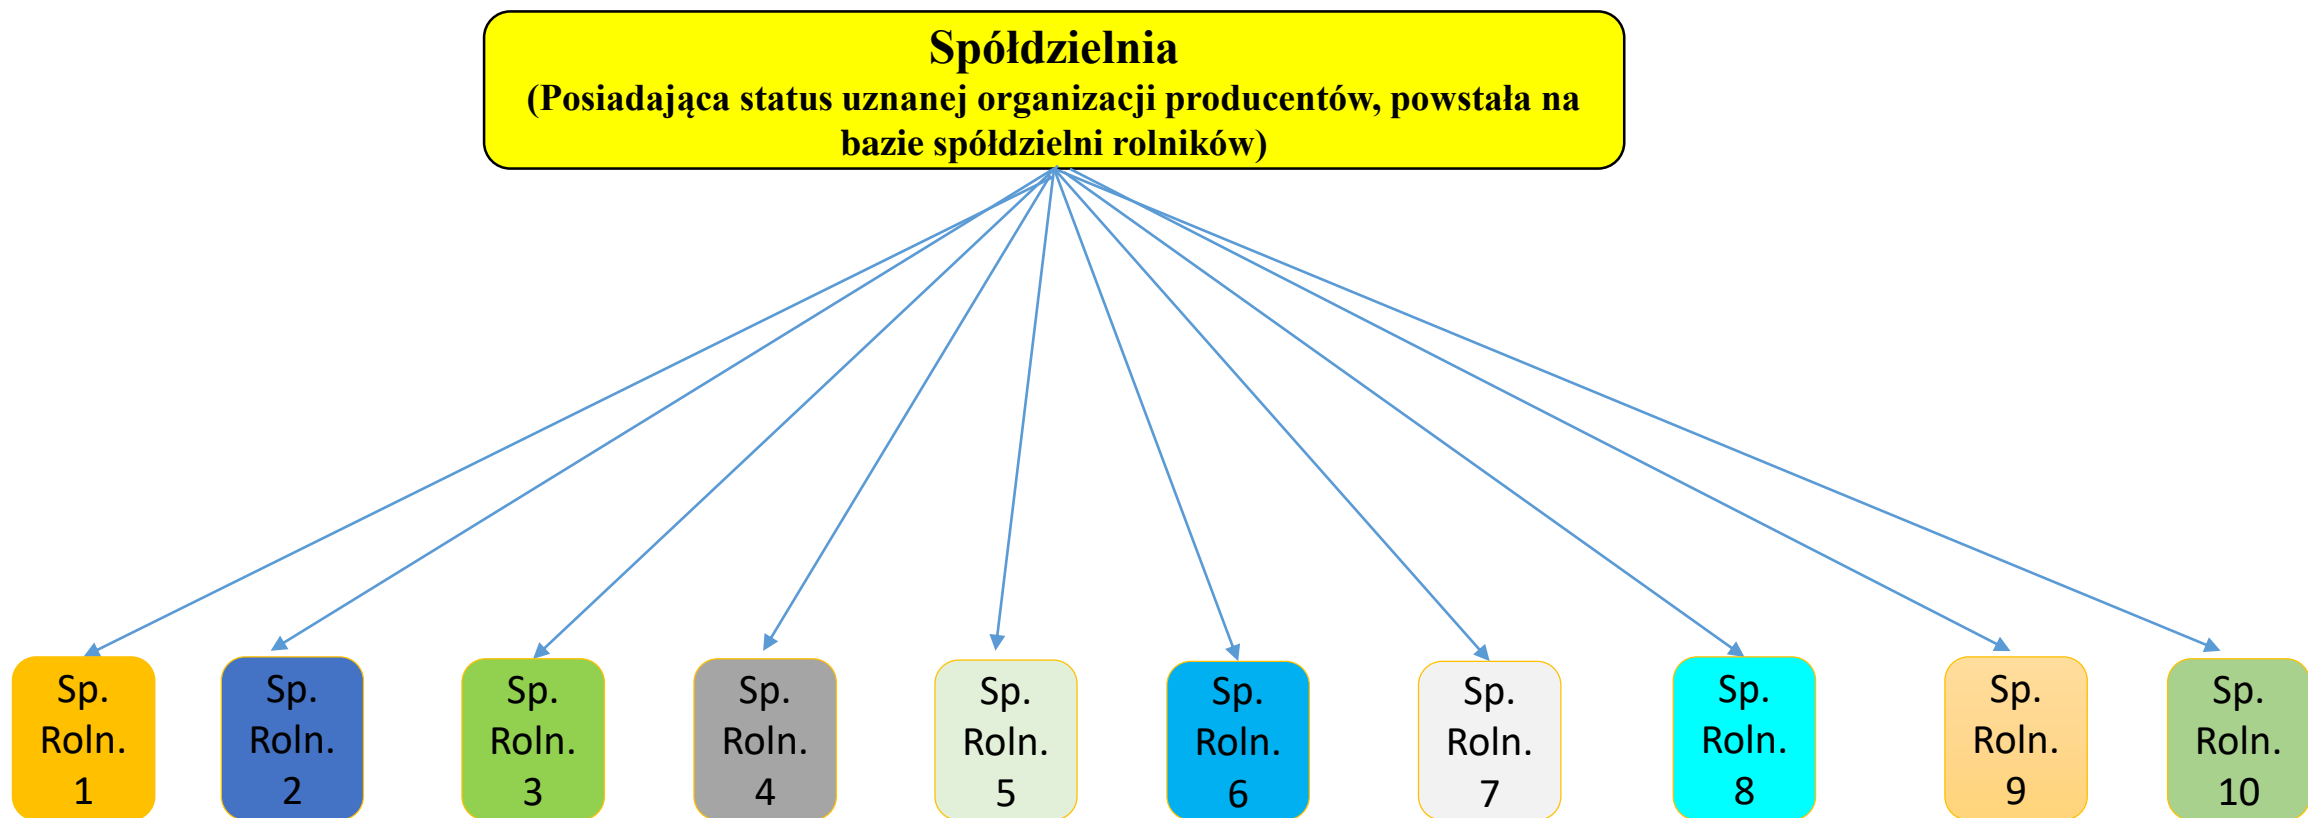 Spółdzielnia
(Posiadająca status uznanej organizacji producentów, powstała na
bazie spółdzielni rolników)
Sp.
Roln.
1
Sp.
Roln.
2
Sp.
Roln.
3
Sp.
Roln.
4
Sp.
Roln.
5
Sp.
Roln.
6
Sp.
Roln.
7
Sp.
Roln.
8
Sp.
Roln.
9
Sp.
Roln.
10